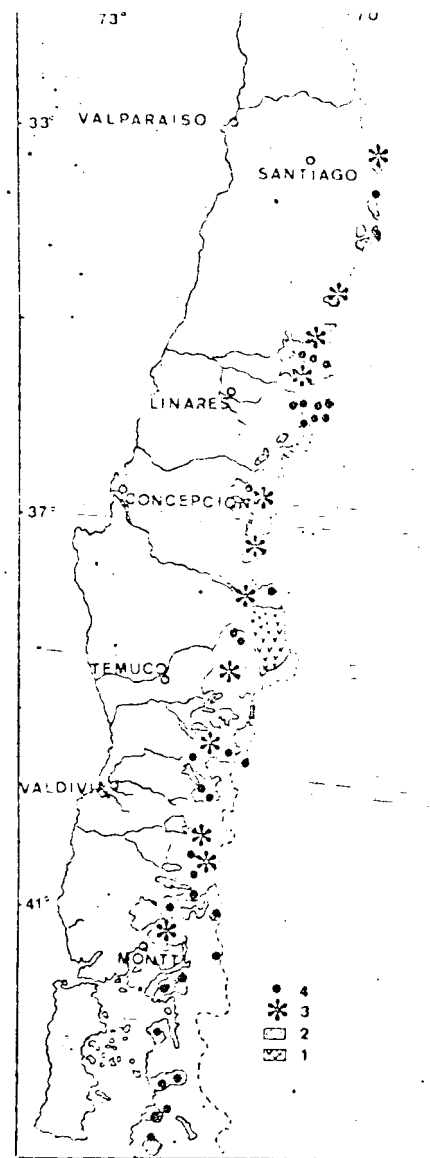 73° 70
33°
VALPARAISO
SANTIAGO
LINARES
CONCEPCION
37°
TEMUCO
VALDIVIA
41°
MONTT
4
3
2
1